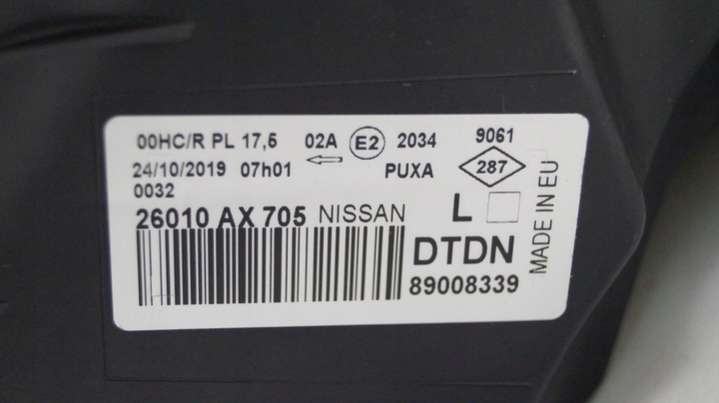 00HC/R PL 17,5 02A E2 2034 9061
24/10/2019 07h01 PUXA 287
0032
26010 AX 705 NISSAN L
DTDN
89008339
MADE IN EU